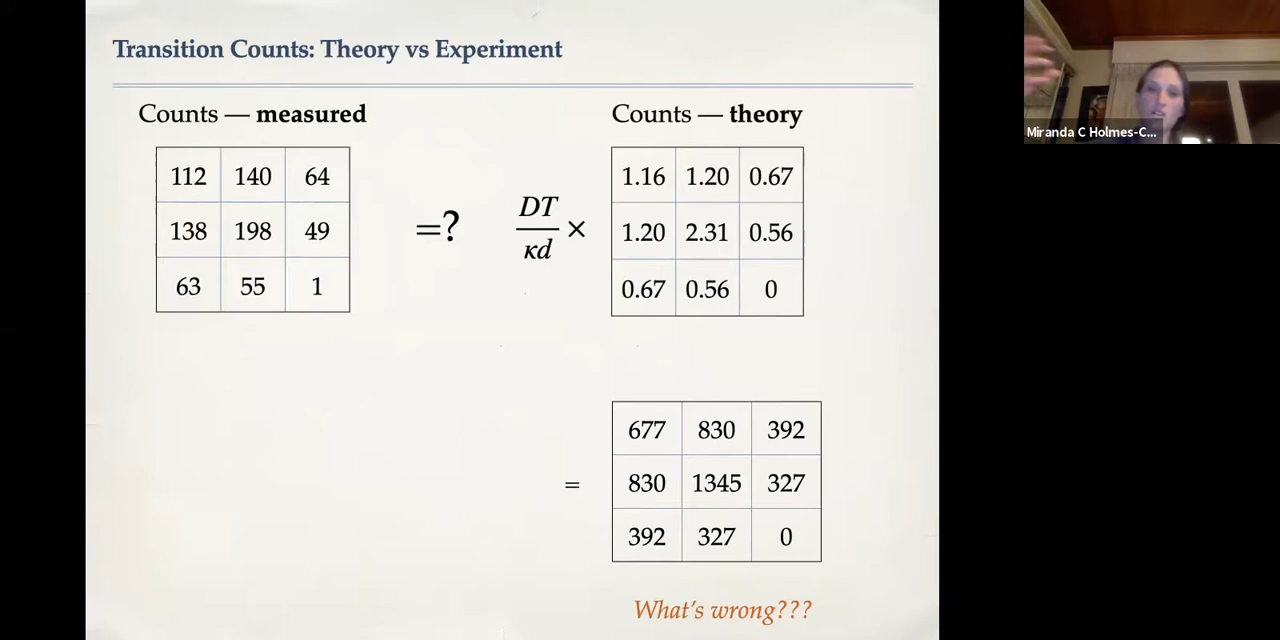 Transition Counts: Theory vs Experiment
Miranda C Holmes-C...
Counts — measured
Counts — theory
112 140 64
138 198 49
63 55 1
=?
DT
κd
×
1.16 1.20 0.67
1.20 2.31 0.56
0.67 0.56 0
=
677 830 392
830 1345 327
392 327 0
What's wrong???